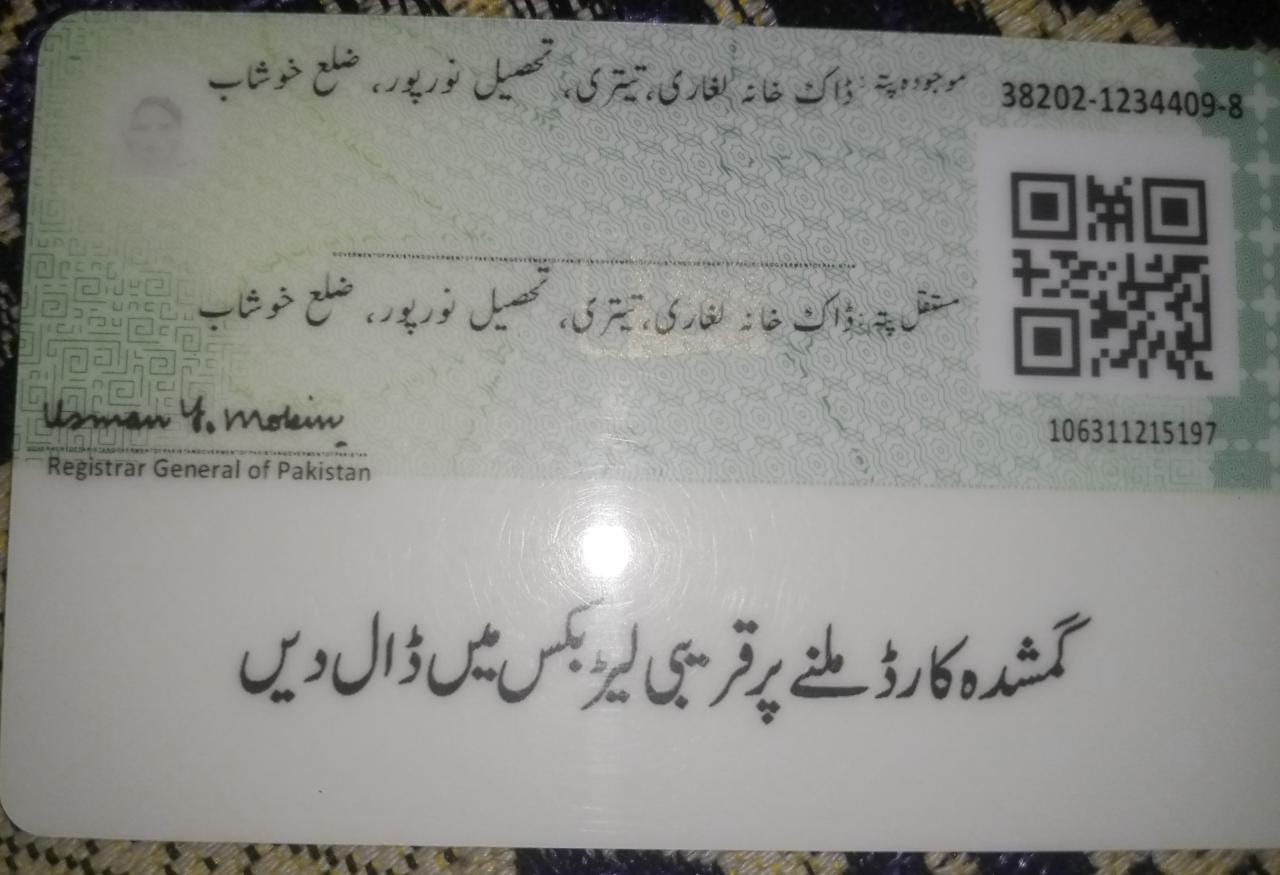 موجودہ پتہ: ڈاک خانہ لغاری، تیتری، تحصیل نورپور، ضلع خوشاب
38202-1234409-8
مستقل پتہ: ڈاک خانہ لغاری، تیتری، تحصیل نورپور، ضلع خوشاب
Usman Y. Mobin
106311215197
Registrar General of Pakistan
گمشدہ کارڈ ملنے پر قریبی لیٹر بکس میں ڈال دیں